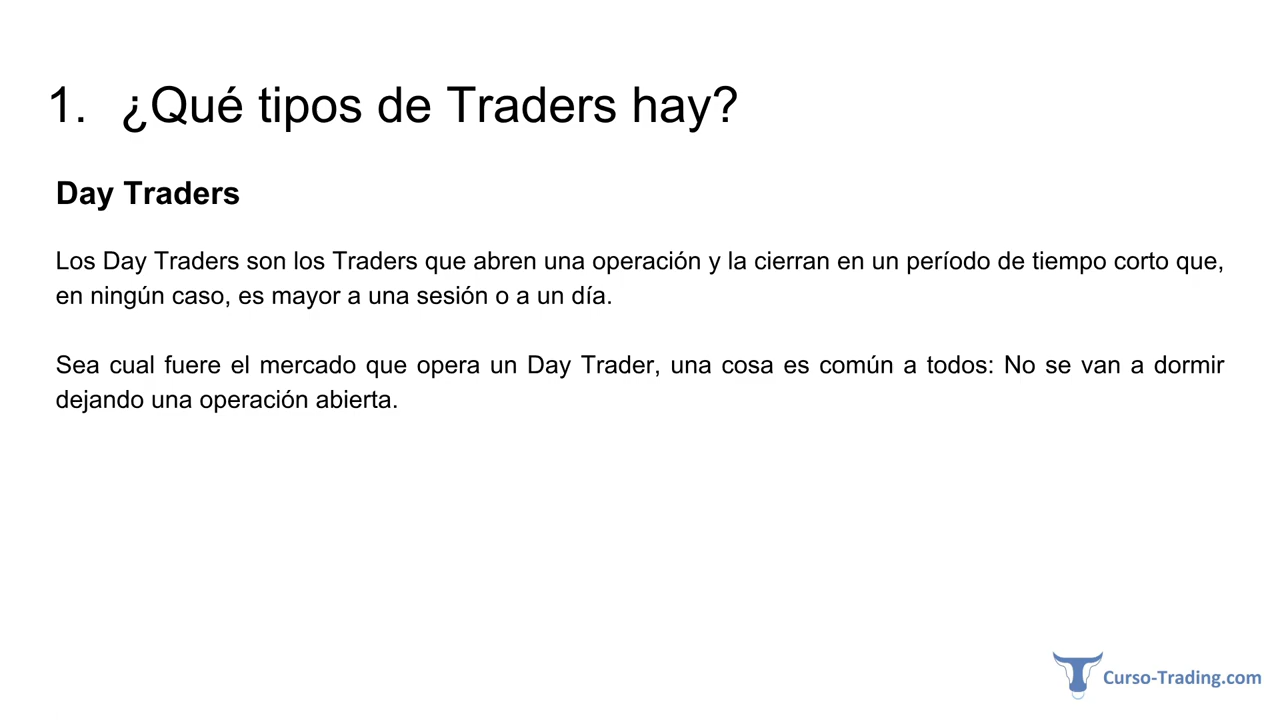 1. ¿Qué tipos de Traders hay?
Day Traders
Los Day Traders son los Traders que abren una operación y la cierran en un período de tiempo corto que,
en ningún caso, es mayor a una sesión o a un día.
Sea cual fuere el mercado que opera un Day Trader, una cosa es común a todos: No se van a dormir
dejando una operación abierta.
Curso-Trading.com